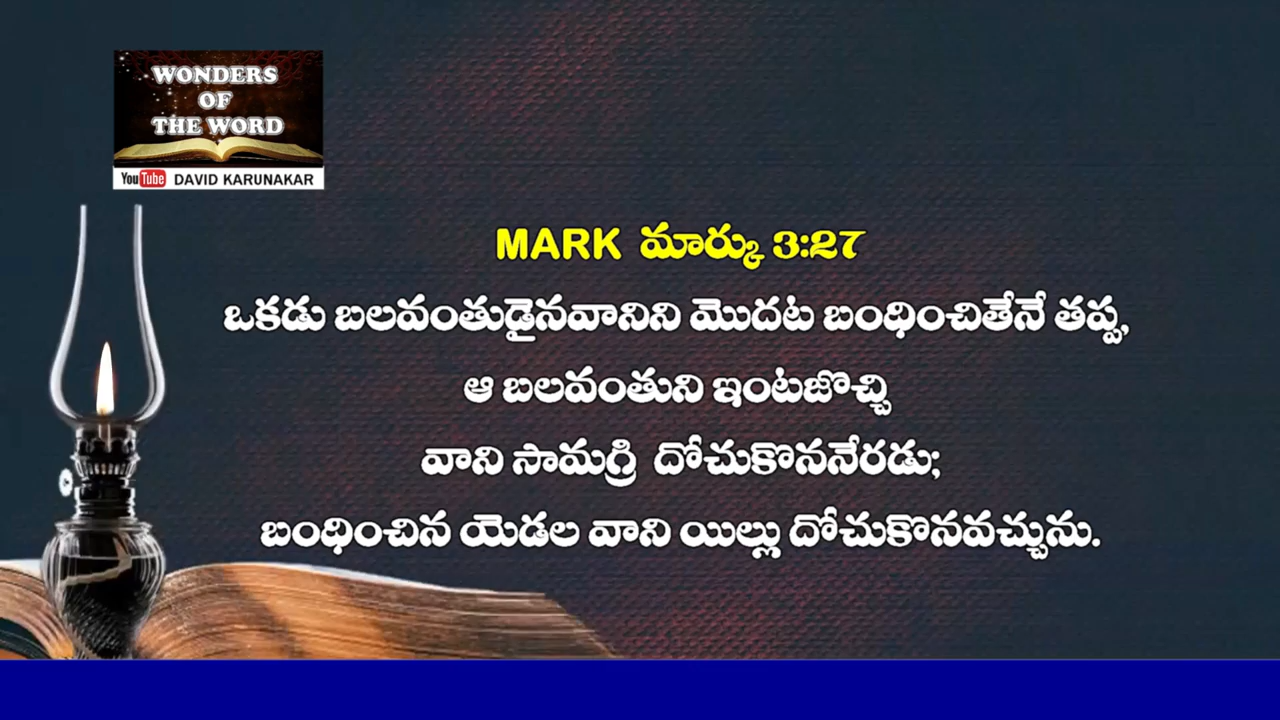 WONDERS
OF
THE WORD
YouTube DAVID KARUNAKAR
MARK మార్కు 3:27
ఒకడు బలవంతుడైనవానిని మొదట బంధించితేనే తప్ప,
ఆ బలవంతుని ఇంటజొచ్చి
వాని సామగ్రి దోచుకొననేరడు;
బంధించిన యెడల వాని యిల్లు దోచుకొనవచ్చును.